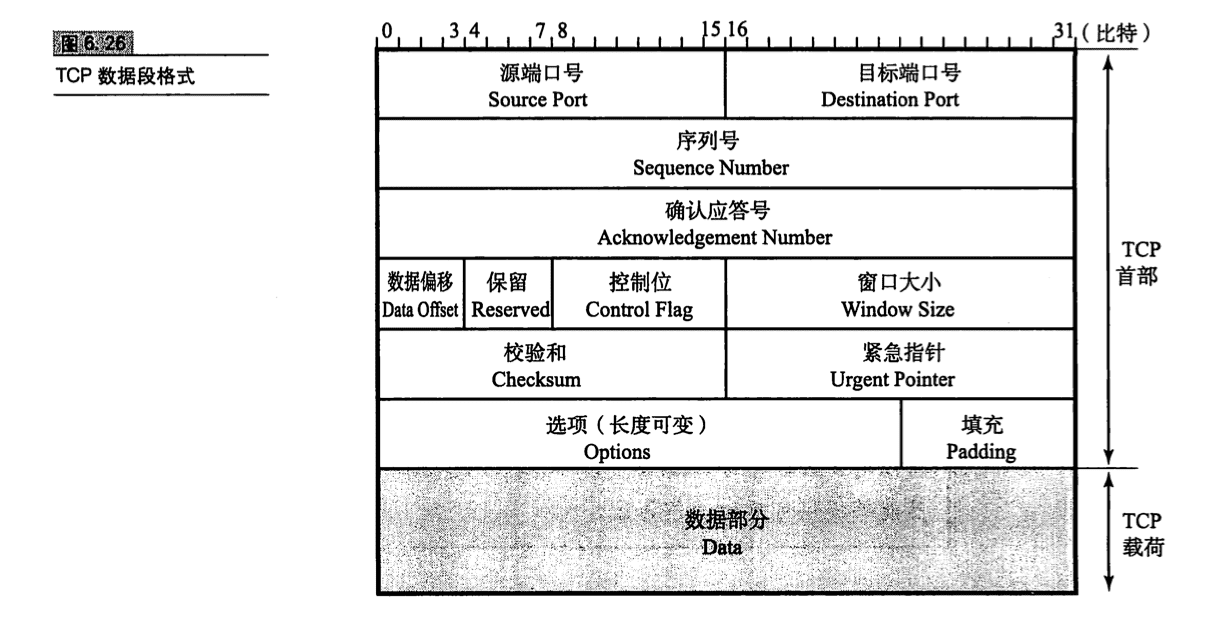 图 6.26
TCP 数据段格式
0 3 4 7 8 15 16 31（比特）
源端口号
Source Port
目标端口号
Destination Port
序列号
Sequence Number
确认应答号
Acknowledgement Number
数据偏移
Data Offset
保留
Reserved
控制位
Control Flag
窗口大小
Window Size
校验和
Checksum
紧急指针
Urgent Pointer
选项（长度可变）
Options
填充
Padding
TCP
首部
数据部分
Data
TCP
载荷